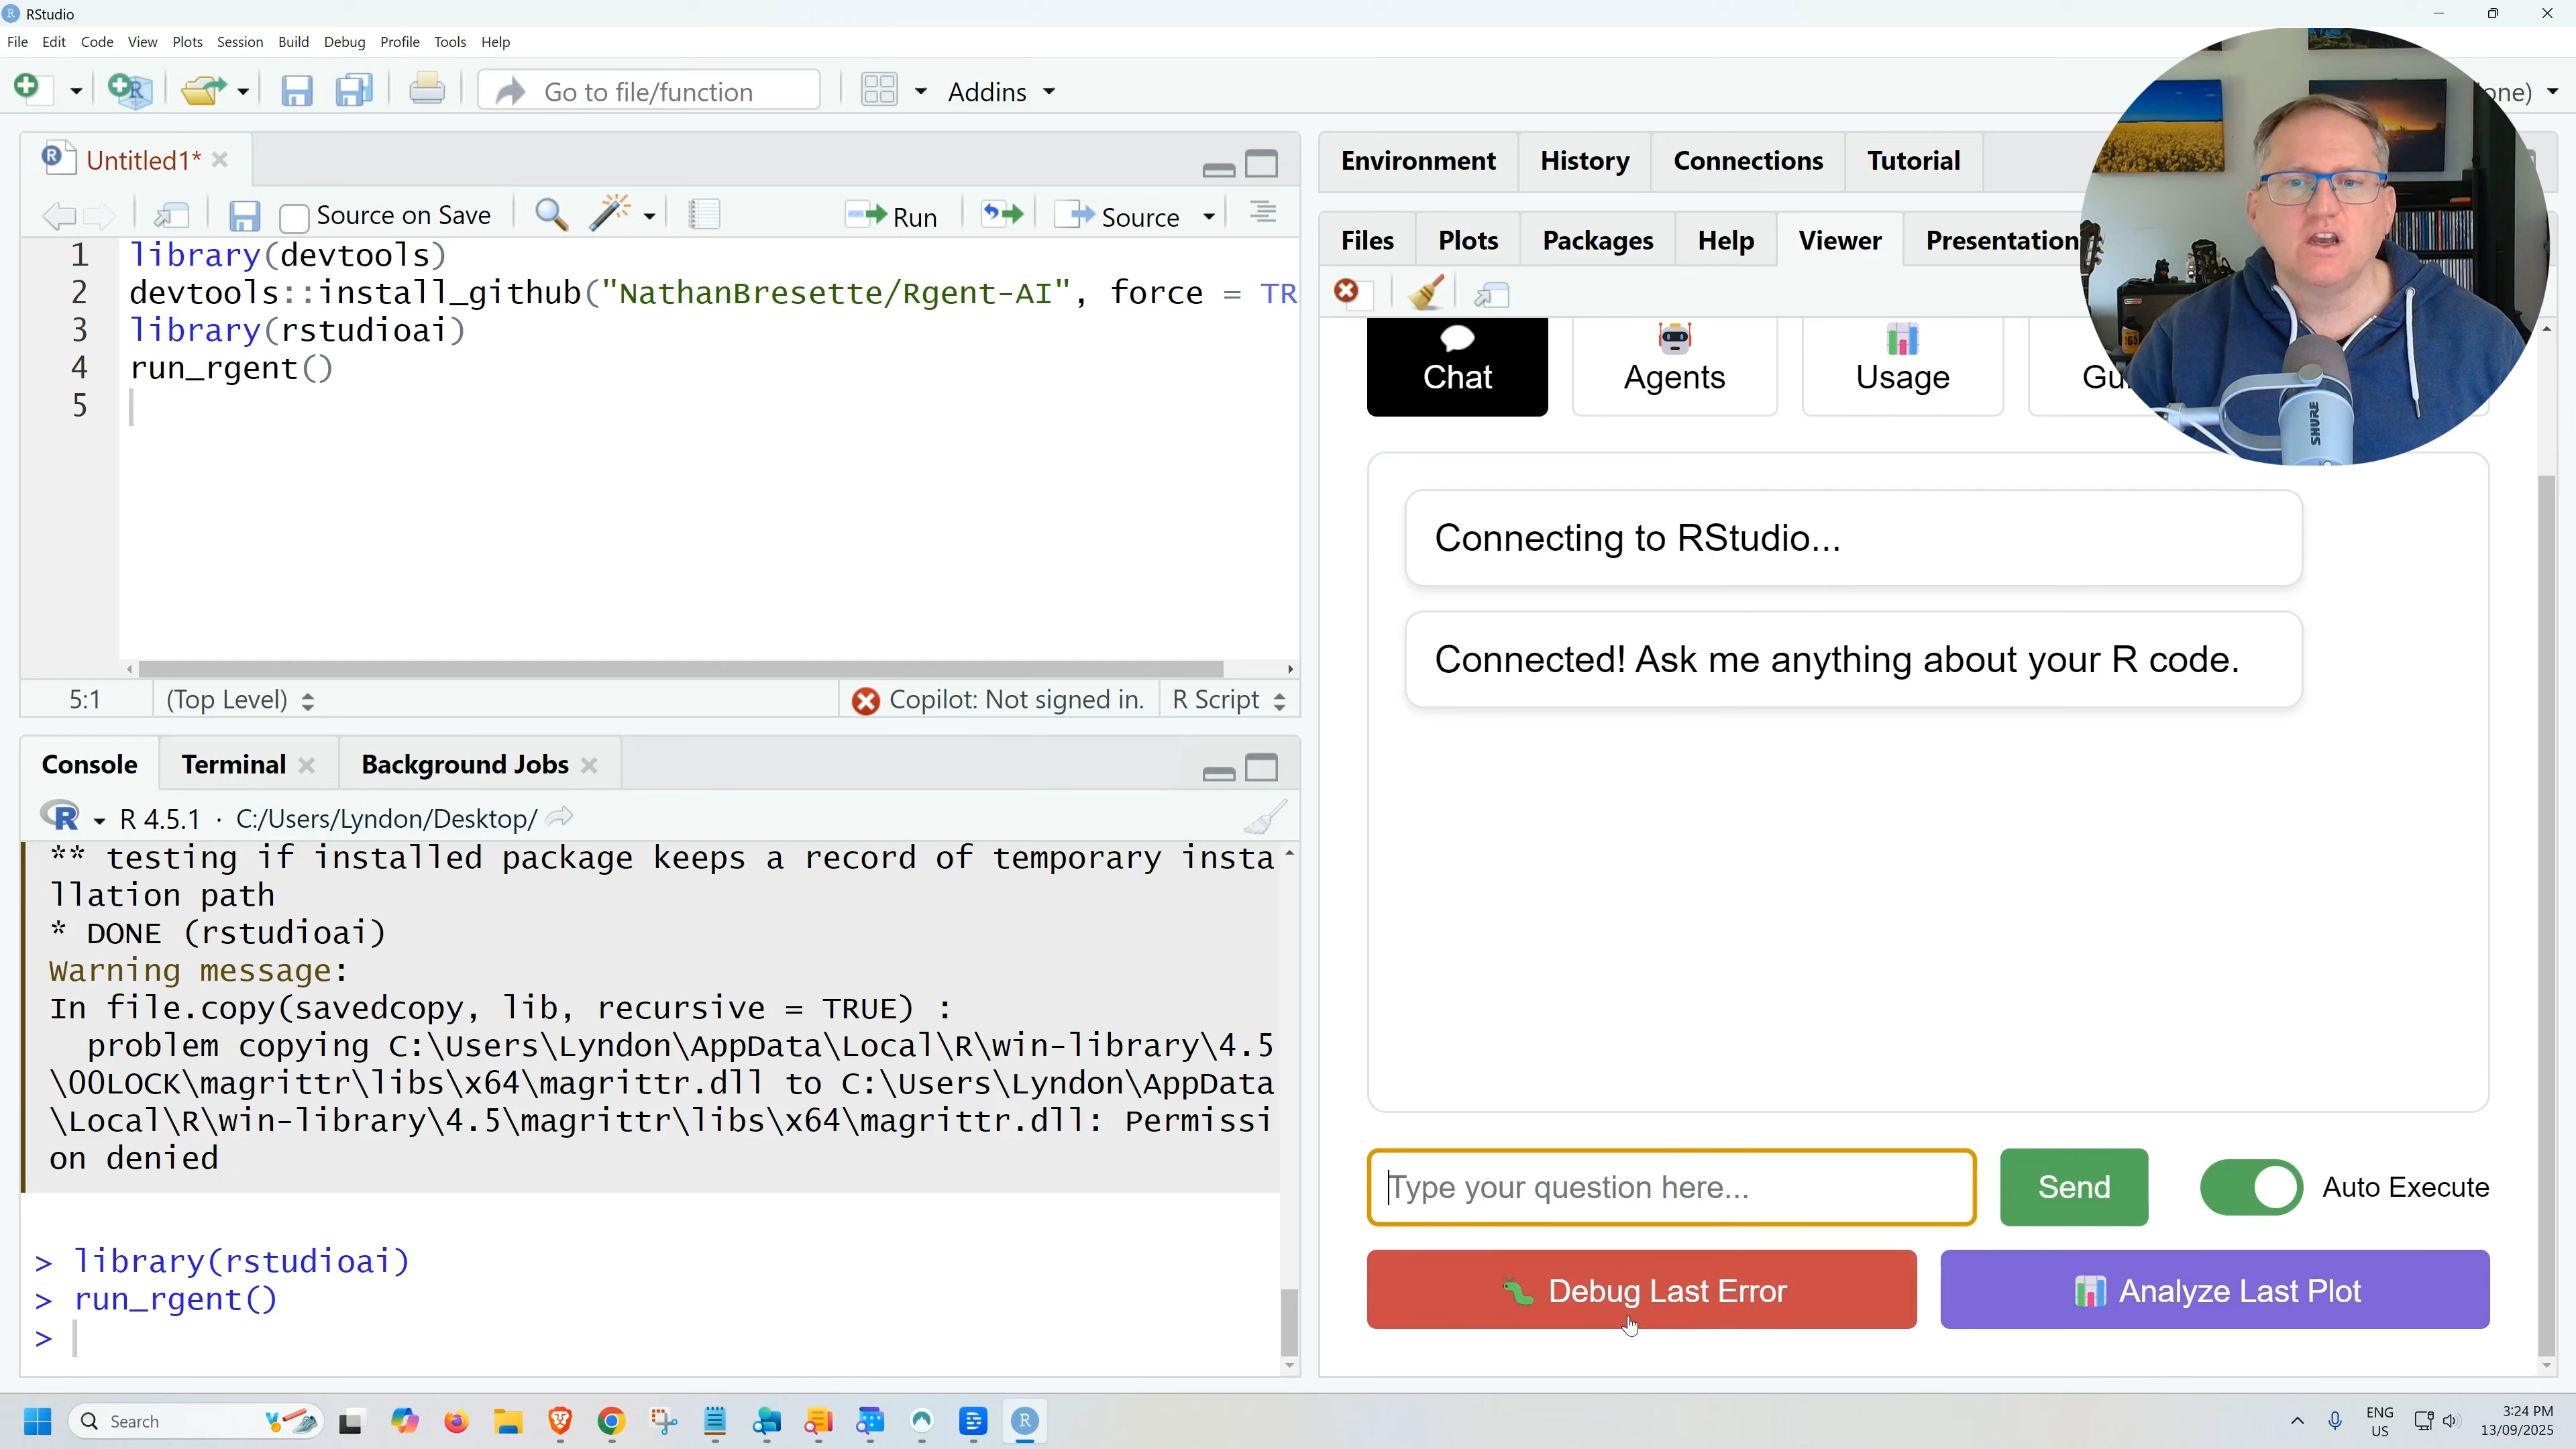 RStudio
File Edit Code View Plots Session Build Debug Profile Tools Help
Go to file/function
Addins
one)
Untitled1*
Source on Save
Run
Source
1 library(devtools)
2 devtools::install_github("NathanBresette/Rgent-AI", force = TR
3 library(rstudioai)
4 run_rgent()
5
5:1
(Top Level)
Copilot: Not signed in.
R Script
Console
Terminal
Background Jobs
R 4.5.1 · C:/Users/Lyndon/Desktop/
** testing if installed package keeps a record of temporary insta
llation path
* DONE (rstudioai)
Warning message:
In file.copy(savedcopy, lib, recursive = TRUE) :
problem copying C:\Users\Lyndon\AppData\Local\R\win-library\4.5
\00LOCK\magrittr\libs\x64\magrittr.dll to C:\Users\Lyndon\AppData
\Local\R\win-library\4.5\magrittr\libs\x64\magrittr.dll: Permissi
on denied
> library(rstudioai)
> run_rgent()
>
Environment History Connections Tutorial
Files Plots Packages Help Viewer Presentation
Chat
Agents
Usage
Gu
SHURE
Connecting to RStudio...
Connected! Ask me anything about your R code.
Type your question here...
Send
Auto Execute
Debug Last Error
Analyze Last Plot
Search
ENG
US
3:24 PM
13/09/2025